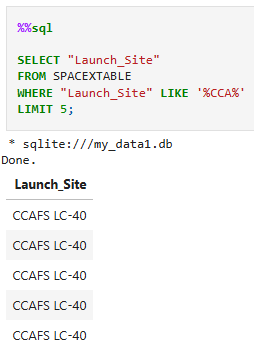 %%sql
SELECT "Launch_Site"
FROM SPACEXTABLE
WHERE "Launch_Site" LIKE '%CCA%'
LIMIT 5;
* sqlite:///my_data1.db
Done.
Launch_Site
CCAFS LC-40
CCAFS LC-40
CCAFS LC-40
CCAFS LC-40
CCAFS LC-40